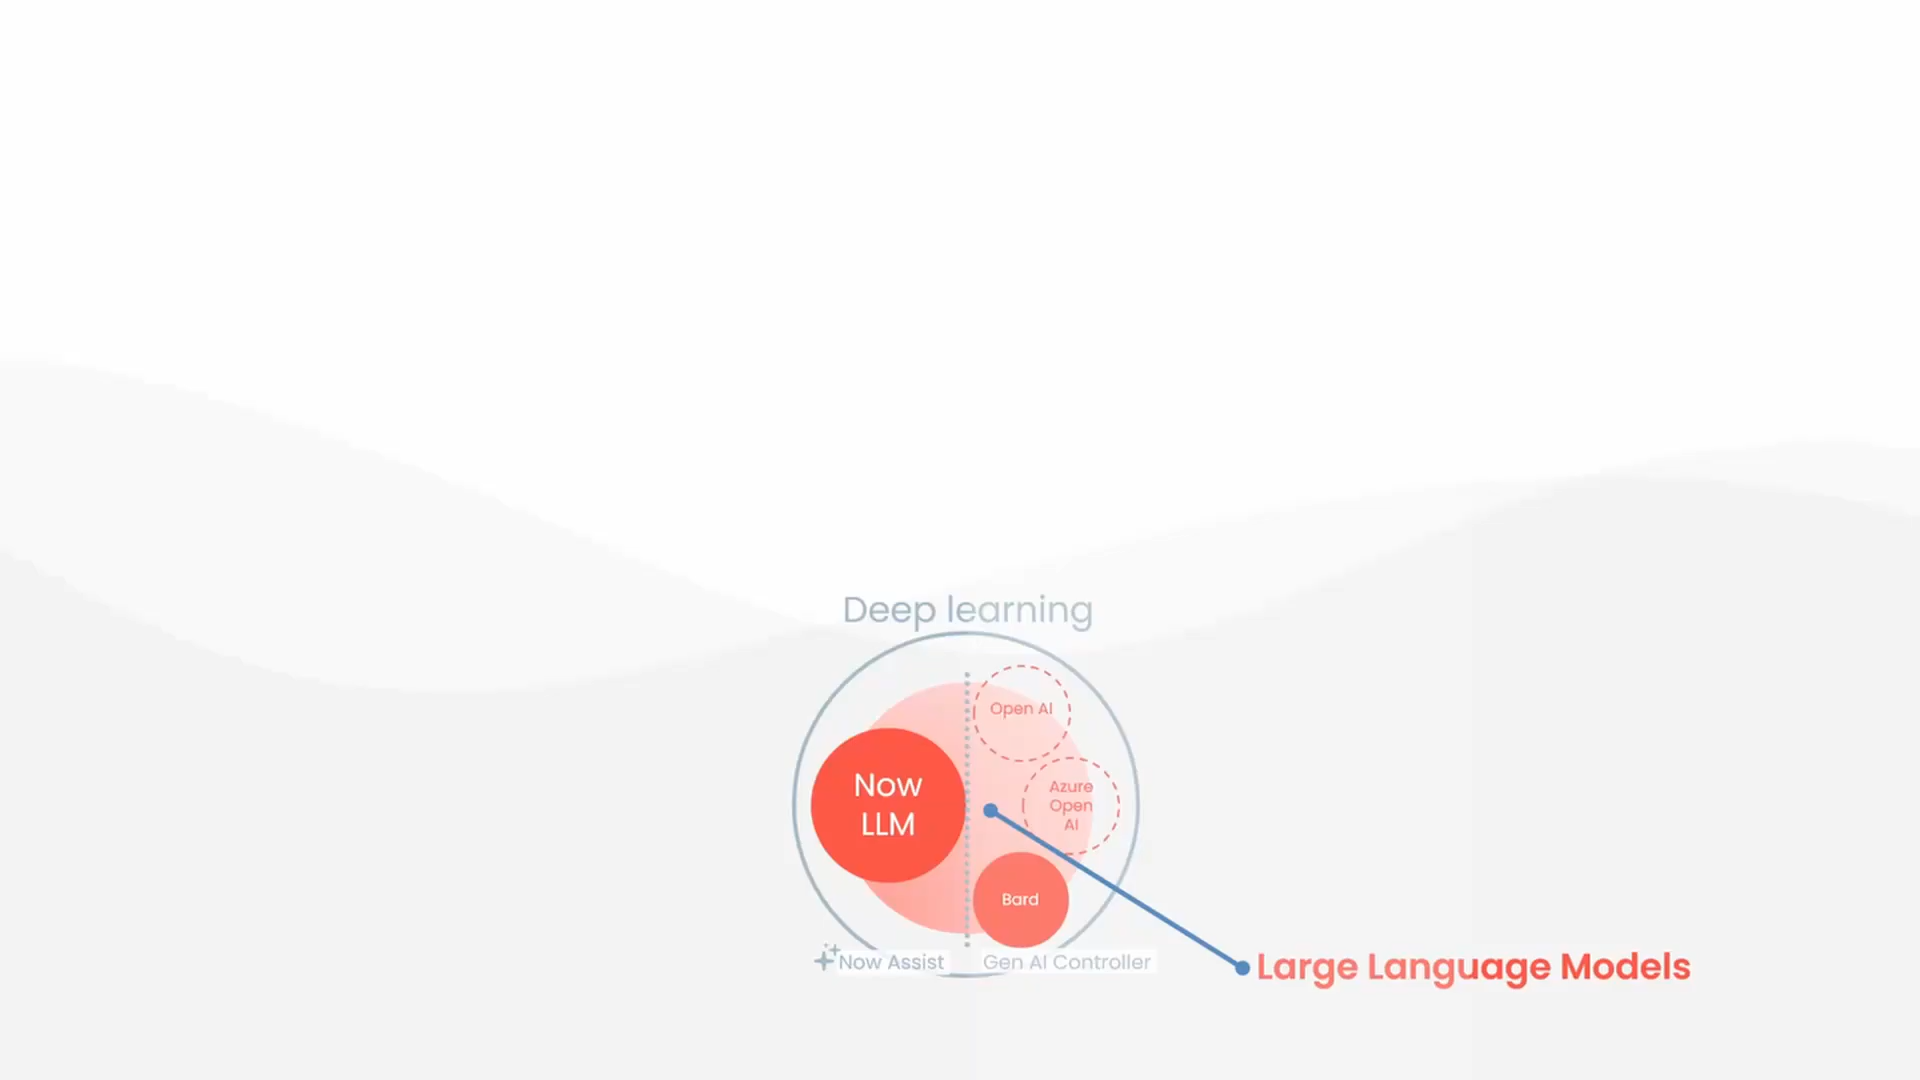 Deep learning
Open AI
Now
LLM
Azure
Open
AI
Bard
Now Assist
Gen AI Controller
Large Language Models